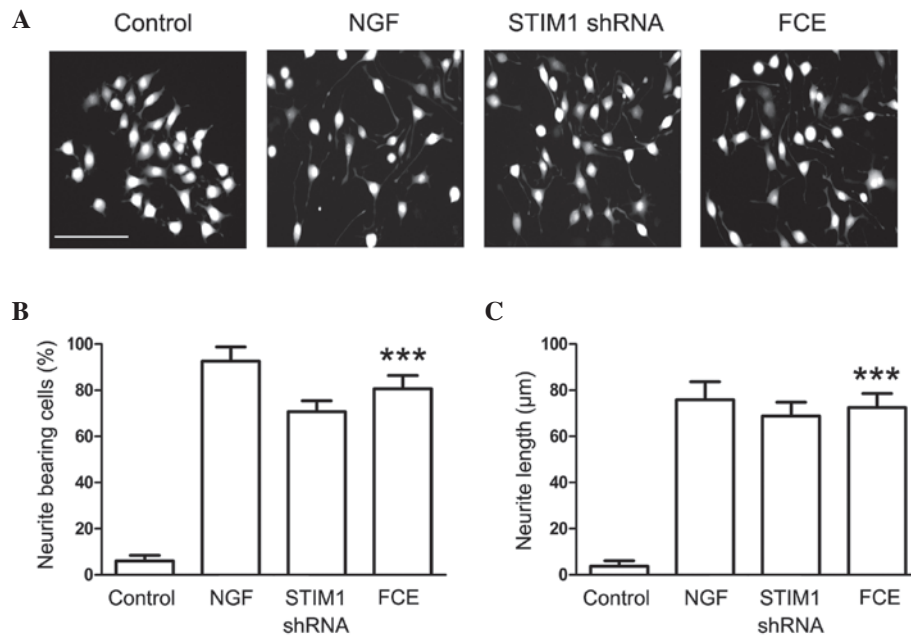 A
Control
NGF
STIM1 shRNA
FCE
B
Neurite bearing cells (%)
100
80
60
40
20
0
***
Control
NGF
STIM1
shRNA
FCE
C
Neurite length (µm)
100
80
60
40
20
0
***
Control
NGF
STIM1
shRNA
FCE